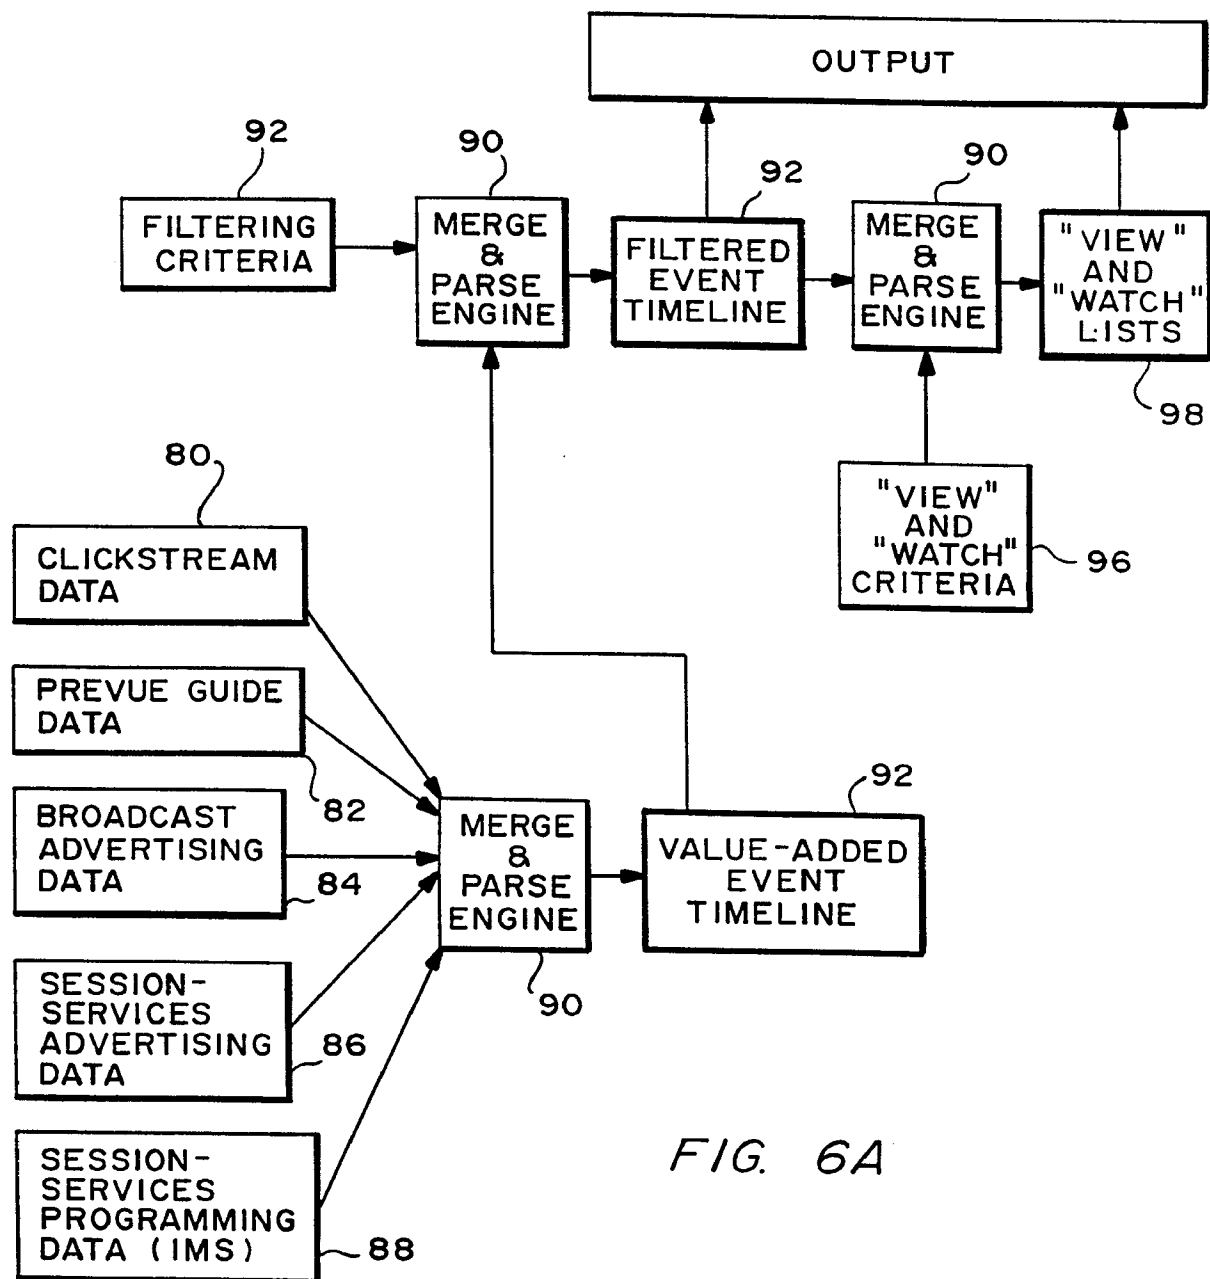 OUTPUT
92
FILTERING
CRITERIA
90
MERGE
&
PARSE
ENGINE
92
FILTERED
EVENT
TIMELINE
90
MERGE
&
PARSE
ENGINE
"VIEW"
AND
"WATCH"
LISTS
98
"VIEW"
AND
"WATCH"
CRITERIA
96
80
CLICKSTREAM
DATA
PREVUE GUIDE
DATA
82
BROADCAST
ADVERTISING
DATA
84
SESSION-
SERVICES
ADVERTISING
DATA
86
SESSION-
SERVICES
PROGRAMMING
DATA (IMS)
88
MERGE
&
PARSE
ENGINE
90
92
VALUE-ADDED
EVENT
TIMELINE
FIG. 6A